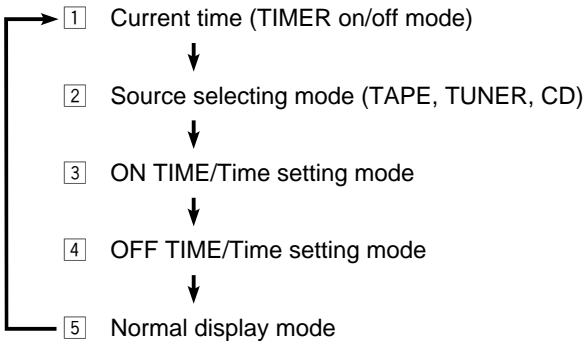 1 Current time (TIMER on/off mode)
2 Source selecting mode (TAPE, TUNER, CD)
3 ON TIME/Time setting mode
4 OFF TIME/Time setting mode
5 Normal display mode